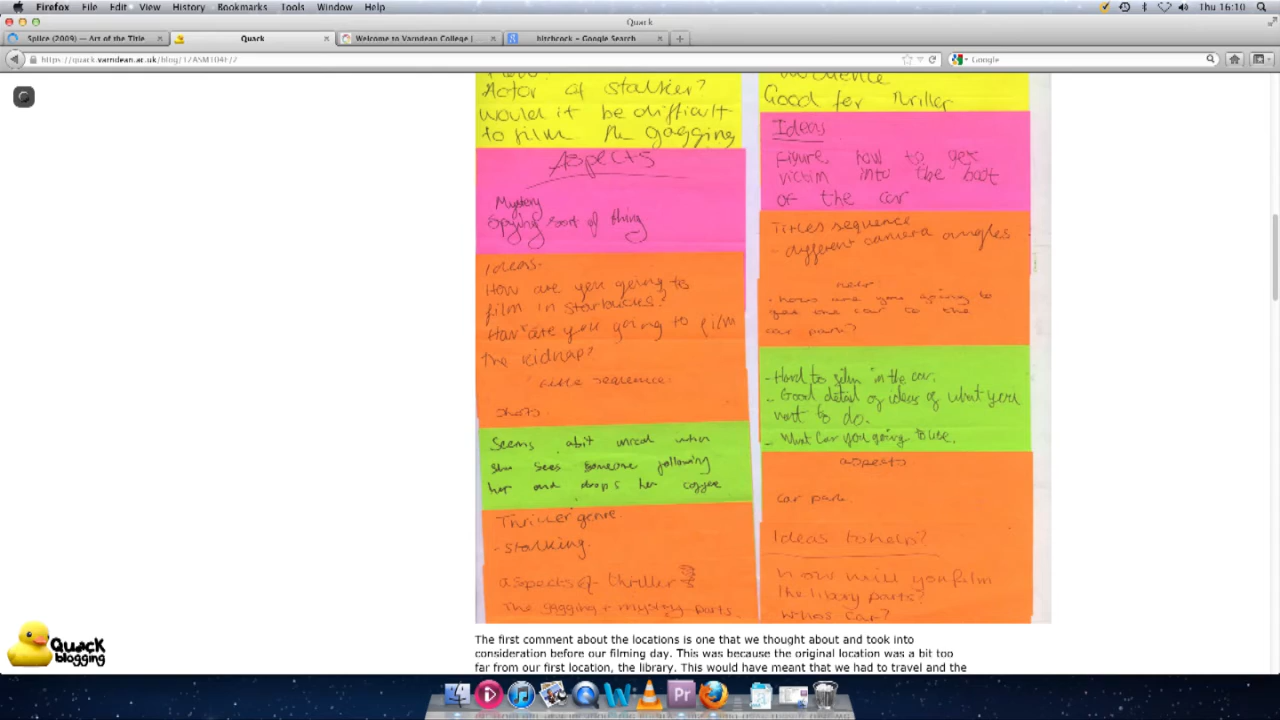 Firefox File Edit View History Bookmarks Tools Window Help Thu 16:10
Quack
Splice (2009) — Art of the Title
Quack
Welcome to Varndean College |...
hitchcock - Google Search
https://quack.varndean.ac.uk/blog/12ASM104F/2
Google
Actor of stalker?
would it be difficult
to film the gagging
Aspects
Mystery
Spying sort of thing
Ideas.
How are you going to
film in starbucks?
How are you going to film
the kidnap?
title sequence.
shots.
Seems abit unreal when
she sees someone following
her and drops her coffee
Thriller genre
- stalking.
aspects of thriller
The gagging + mystery parts.
Good for thriller
Ideas
Figure, how to get
victim into the boot
of the car
Titles sequence
- different camera angles
. how are you going to
get the car to the
car park?
- Hard to film in the car.
- Good detail of ideas of what you
want to do.
- What car you going to use.
aspects
car park.
Ideas to help?
how will you film
the library parts?
whos car?
The first comment about the locations is one that we thought about and took into
consideration before our filming day. This was because the original location was a bit too
far from our first location, the library. This would have meant that we had to travel and the
Quack
blogging